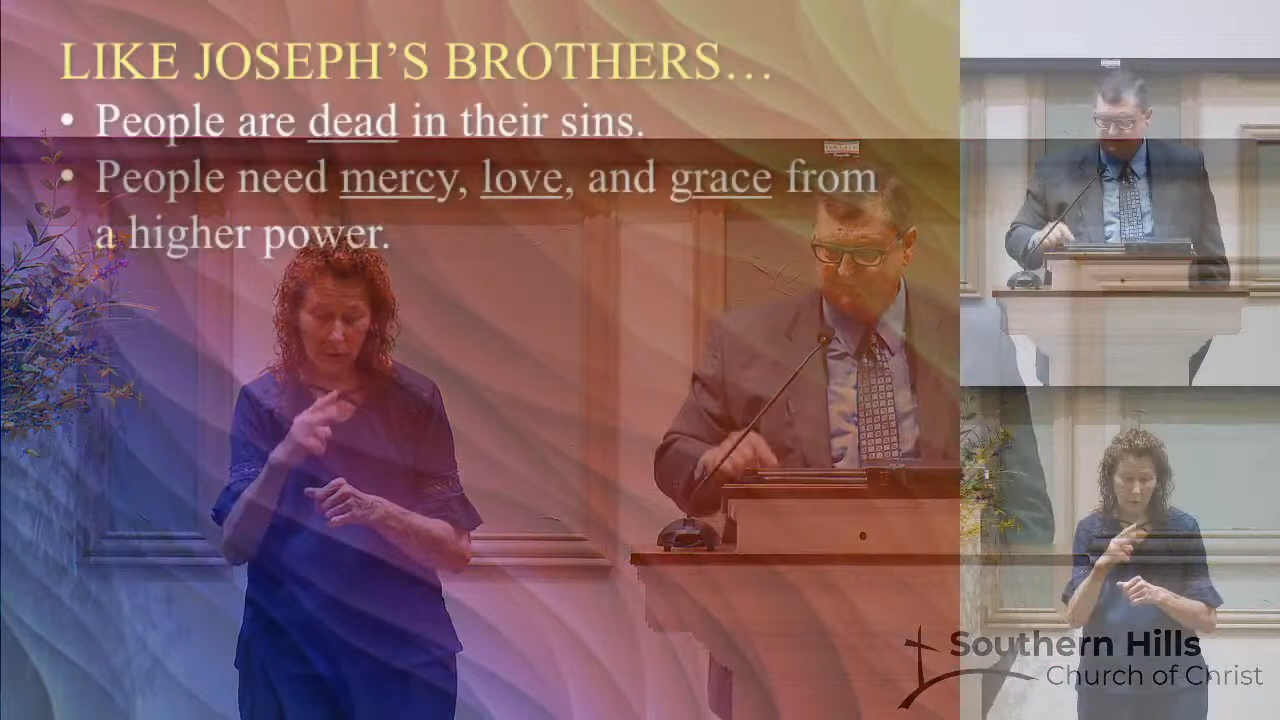 LIKE JOSEPH'S BROTHERS…
• People are dead in their sins.
• People need mercy, love, and grace from
a higher power.
Southern Hills
Church of Christ